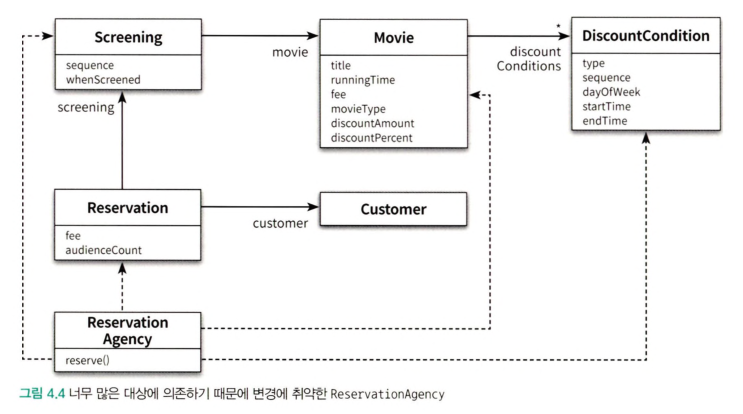 Screening
sequence
whenScreened
movie
Movie
title
runningTime
fee
movieType
discountAmount
discountPercent
*
discount
Conditions
DiscountCondition
type
sequence
dayOfWeek
startTime
endTime
screening
Reservation
fee
audienceCount
customer
Customer
Reservation
Agency
reserve()
그림 4.4 너무 많은 대상에 의존하기 때문에 변경에 취약한 ReservationAgency